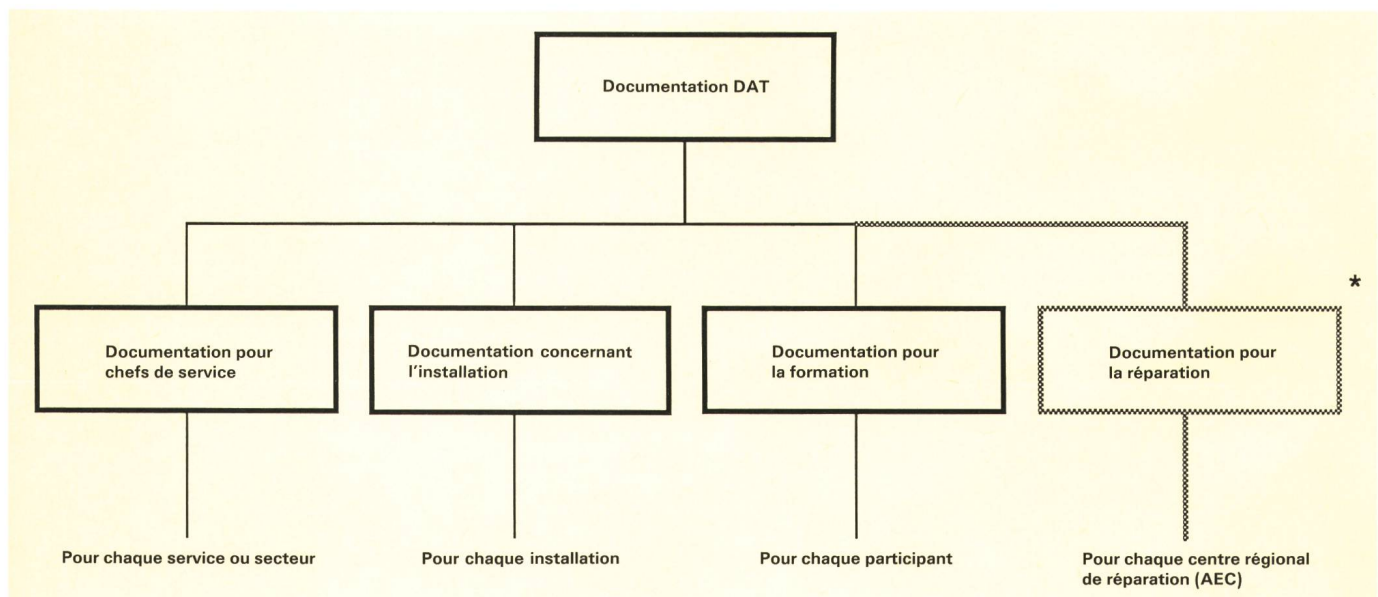 Documentation DAT
*
Documentation pour
chefs de service
Documentation concernant
l'installation
Documentation pour
la formation
Documentation pour
la réparation
Pour chaque service ou secteur
Pour chaque installation
Pour chaque participant
Pour chaque centre régional
de réparation (AEC)